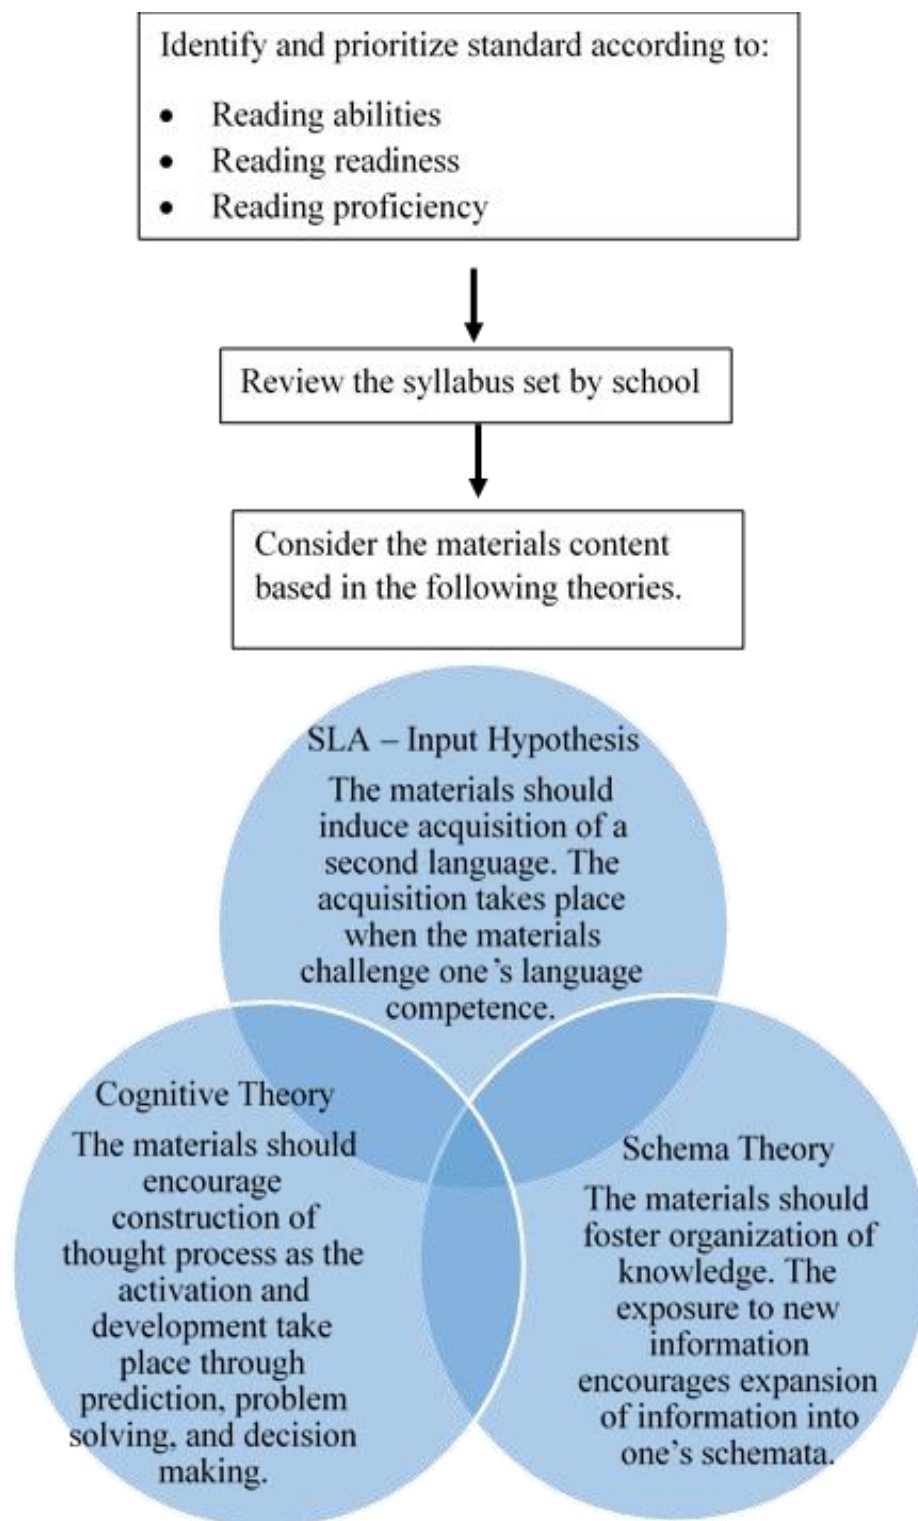 Identify and prioritize standard according to:
• Reading abilities
• Reading readiness
• Reading proficiency
Review the syllabus set by school
Consider the materials content
based in the following theories.
SLA – Input Hypothesis
The materials should
induce acquisition of a
second language. The
acquisition takes place
when the materials
challenge one’s language
competence.
Cognitive Theory
The materials should
encourage
construction of
thought process as the
activation and
development take
place through
prediction, problem
solving, and decision
making.
Schema Theory
The materials should
foster organization of
knowledge. The
exposure to new
information
encourages expansion
of information into
one’s schemata.